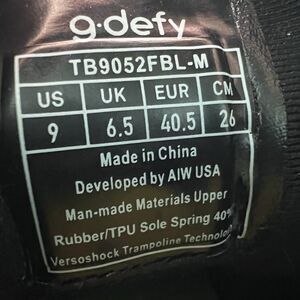 g·defy
TB9052FBL-M
US UK EUR CM
9 6.5 40.5 26
Made in China
Developed by AIW USA
Man-made Materials Upper
Rubber/TPU Sole Spring 40%
Versoshock Trampoline Technology